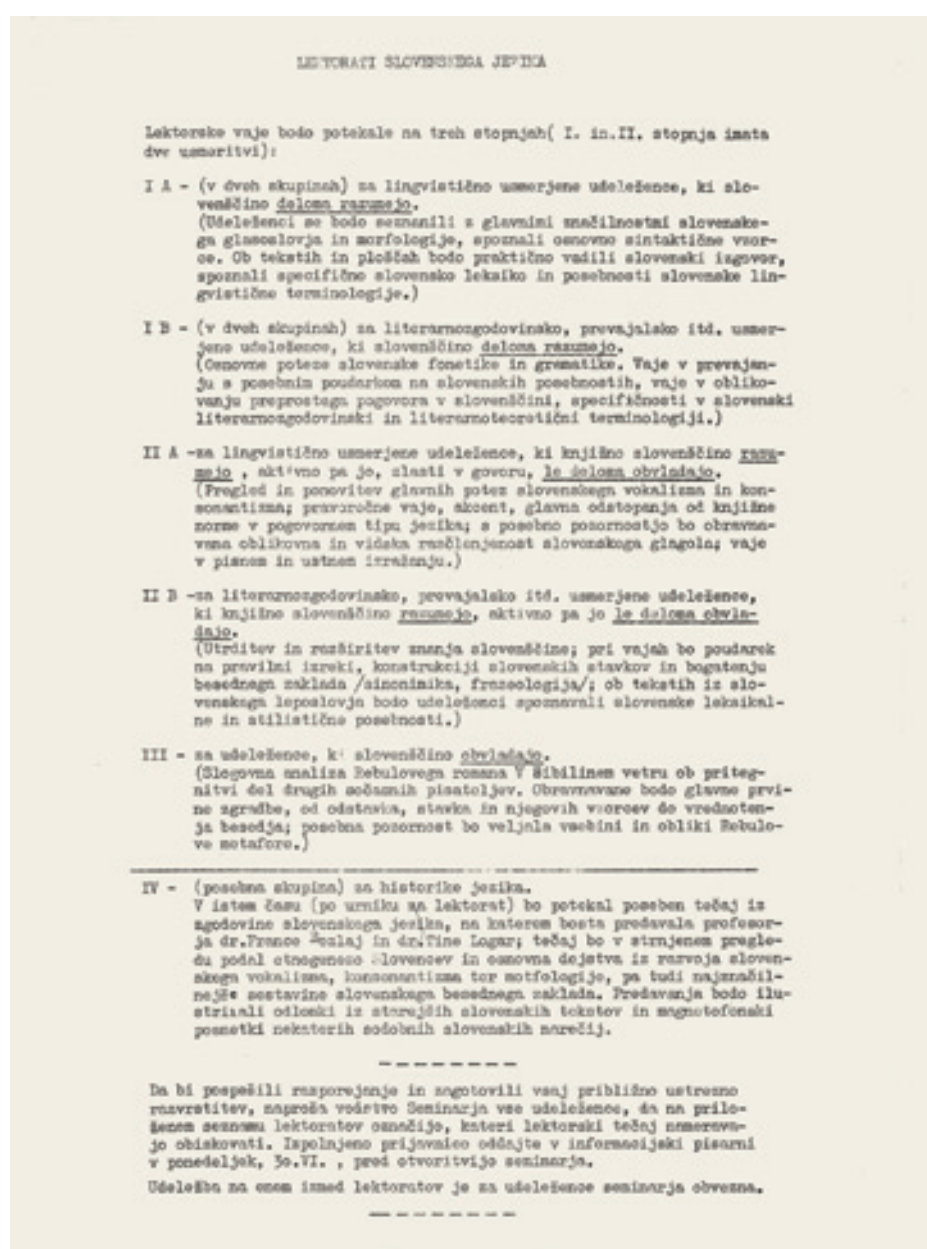 LEKTORATI SLOVENSKEGA JEZIKA
Lektorske vaje bodo potekale na treh stopnjah( I. in.II. stopnja imata
dve usmeritvi):
I A - (v dveh skupinah) za lingvistično usmerjene udeležence, ki slo-
venščino deloma razumejo.
(Udeleženci se bodo seznanili z glavnimi značilnostmi slovenske-
ga glasoslovja in morfologije, spoznali osnovne sintaktične vzor-
ce. Ob tekstih in ploščah bodo praktično vadili slovenski izgovor,
spoznali specifično slovensko leksiko in posebnosti slovenske lin-
gvistične terminologije.)
I B - (v dveh skupinah) za literarnozgodovinsko, prevajalsko itd. usmer-
jene udeležence, ki slovenščino deloma razumejo.
(Osnovne poteze slovenske fonetike in gramatike. Vaje v prevajan-
ju s posebnim poudarkom na slovenskih posebnostih, vaje v obliko-
vanju preprostega pogovora v slovenščini, specifičnosti v slovenski
literarnozgodovinski in literarnoteoretični terminologiji.)
II A -za lingvistično usmerjene udeležence, ki knjižno slovenščino razu-
mejo , aktivno pa jo, zlasti v govoru, le deloma obvladajo.
(Pregled in ponovitev glavnih potez slovenskega vokalizma in kon-
sonantizma; pravorečne vaje, akcent, glavna odstopanja od knjižne
norme v pogovornem tipu jezika; s posebno pozornostjo bo obravna-
vana oblikovna in vidska razčlenjenost slovenskega glagola; vaje
v pisnem in ustnem izražanju.)
II B -za literarnozgodovinsko, prevajalsko itd. usmerjene udeležence,
ki knjižno slovenščino razumejo, aktivno pa jo le deloma obvla-
dajo.
(Utrditev in razširitev znanja slovenščine; pri vajah bo poudarek
na pravilni izreki, konstrukciji slovenskih stavkov in bogatenju
besednega zaklada /sinonimika, frazeologija/; ob tekstih iz slo-
venskega leposlovja bodo udeleženci spoznavali slovenske leksikal-
ne in stilistične posebnosti.)
III - za udeležence, ki slovenščino obvladajo.
(Slogovna analiza Rebulovega romana V Sibilinem vetru ob priteg-
nitvi del drugih sočasnih pisateljev. Obravnavane bodo glavne prvi-
ne zgradbe, od odstavka, stavka in njegovih vzorcev do vrednoten-
ja besedja; posebna pozornost bo veljala vsebini in obliki Rebulo-
ve metafore.)
IV - (posebna skupina) za historike jezika.
V istem času (po urniku za lektorat) bo potekal poseben tečaj iz
zgodovine slovenskega jezika, na katerem bosta predavala profesor-
ja dr.France Bezlaj in dr.Tine Logar; tečaj bo v strnjenem pregle-
du podal etnogenezo Slovencev in osnovna dejstva iz razvoja sloven-
skega vokalizma, konsonantizma ter motfologije, pa tudi najznačil-
nejše sestavine slovenskega besednega zaklada. Predavanja bodo ilu-
strirali odlomki iz starejših slovenskih tekstov in magnetofonski
posnetki nekaterih sodobnih slovenskih narečij.
Da bi pospešili razporejanje in zagotovili vsaj približno ustrezno
razvrstitev, naproša vodstvo Seminarja vse udeležence, da na prilo-
ženem seznamu lektoratov označijo, kateri lektorski tečaj namerava-
jo obiskovati. Izpolnjeno prijavnico oddajte v informacijski pisarni
v ponedeljek, 3o.VI. , pred otvoritvijo seminarja.
Udeležba na enem izmed lektoratov je za udeležence seminarja obvezna.